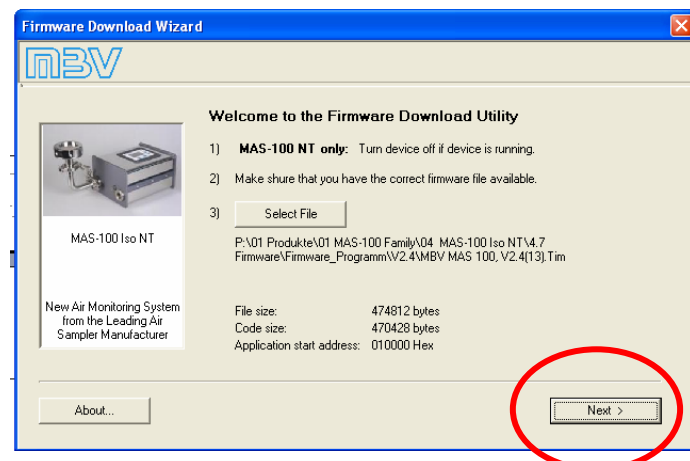 Firmware Download Wizard
MBV
Welcome to the Firmware Download Utility
1) MAS-100 NT only: Turn device off if device is running.
2) Make shure that you have the correct firmware file available.
3) Select File
P:\01 Produkte\01 MAS-100 Family\04 MAS-100 Iso NT\4.7
Firmware\Firmware_Programm\V2.4\MBV MAS 100, V2.4(13).Tim
MAS-100 Iso NT
New Air Monitoring System
from the Leading Air
Sampler Manufacturer
File size: 474812 bytes
Code size: 470428 bytes
Application start address: 010000 Hex
About...
Next >